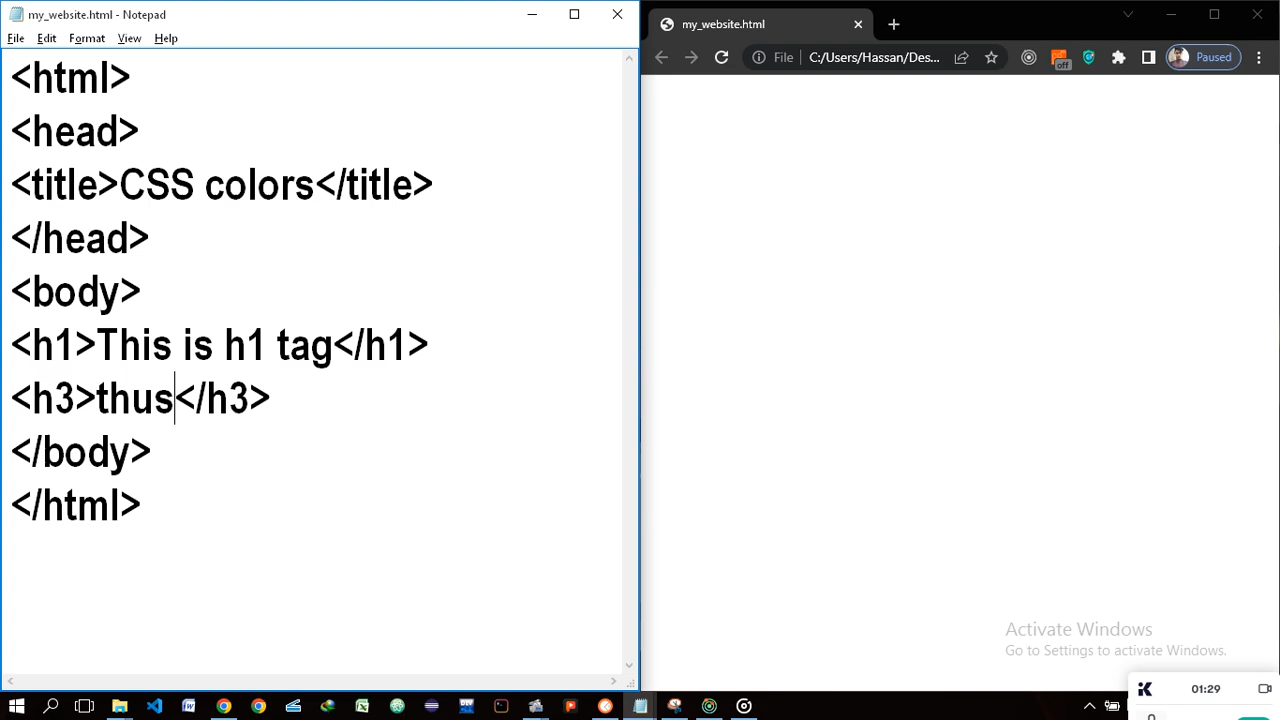 my_website.html - Notepad
File Edit Format View Help
<html>
<head>
<title>CSS colors</title>
</head>
<body>
<h1>This is h1 tag</h1>
<h3>thus</h3>
</body>
</html>
my_website.html
File C:/Users/Hassan/Des... off Paused
Activate Windows
Go to Settings to activate Windows.
01:29
0